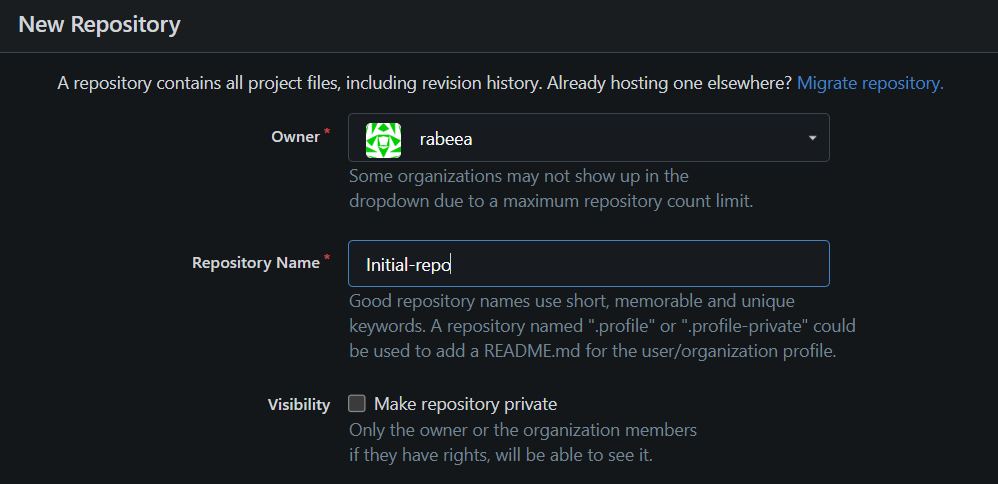 New Repository
A repository contains all project files, including revision history. Already hosting one elsewhere? Migrate repository.
Owner *
rabeea
Some organizations may not show up in the
dropdown due to a maximum repository count limit.
Repository Name *
Initial-repo
Good repository names use short, memorable and unique
keywords. A repository named ".profile" or ".profile-private" could
be used to add a README.md for the user/organization profile.
Visibility
Make repository private
Only the owner or the organization members
if they have rights, will be able to see it.